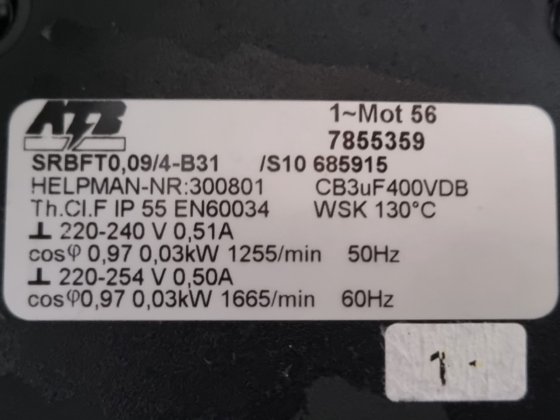 ATB
1~Mot 56
7855359
SRBFT0,09/4-B31 /S10 685915
HELPMAN-NR:300801 CB3uF400VDB
Th.Cl.F IP 55 EN60034 WSK 130°C
⊥ 220-240 V 0,51A
cosφ 0,97 0,03kW 1255/min 50Hz
⊥ 220-254 V 0,50A
cosφ0,97 0,03kW 1665/min 60Hz
1-